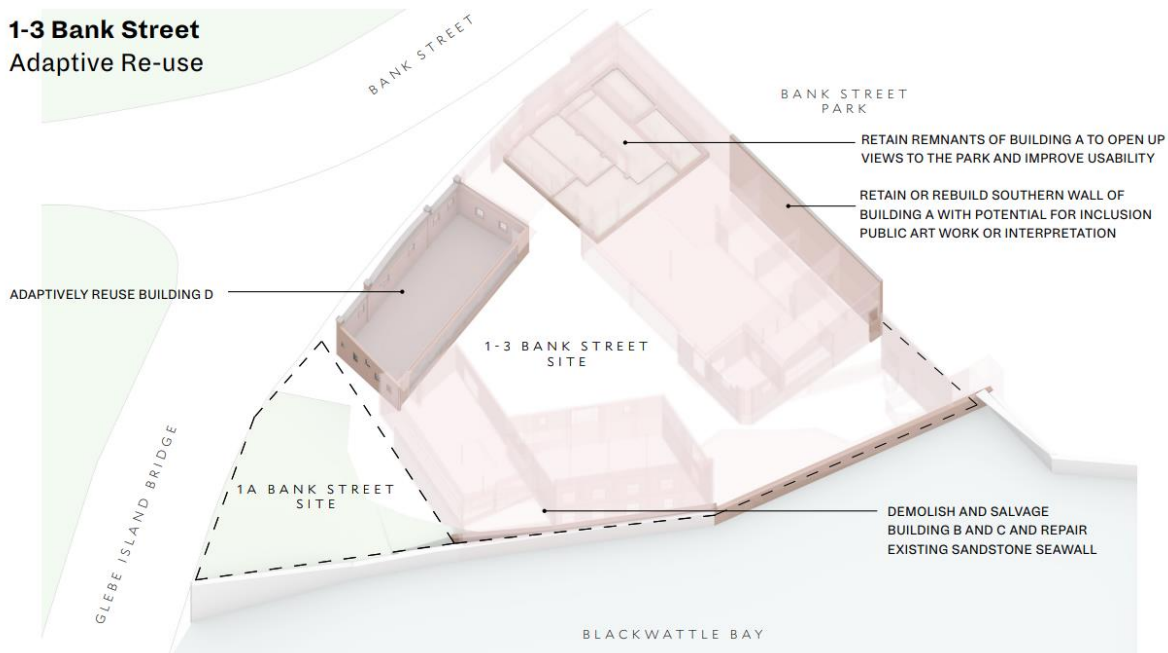 1-3 Bank Street
Adaptive Re-use
BANK STREET
BANK STREET
PARK
RETAIN REMNANTS OF BUILDING A TO OPEN UP
VIEWS TO THE PARK AND IMPROVE USABILITY
RETAIN OR REBUILD SOUTHERN WALL OF
BUILDING A WITH POTENTIAL FOR INCLUSION
PUBLIC ART WORK OR INTERPRETATION
ADAPTIVELY REUSE BUILDING D
1-3 BANK STREET
SITE
1A BANK STREET
SITE
GLEBE ISLAND BRIDGE
DEMOLISH AND SALVAGE
BUILDING B AND C AND REPAIR
EXISTING SANDSTONE SEAWALL
BLACKWATTLE BAY